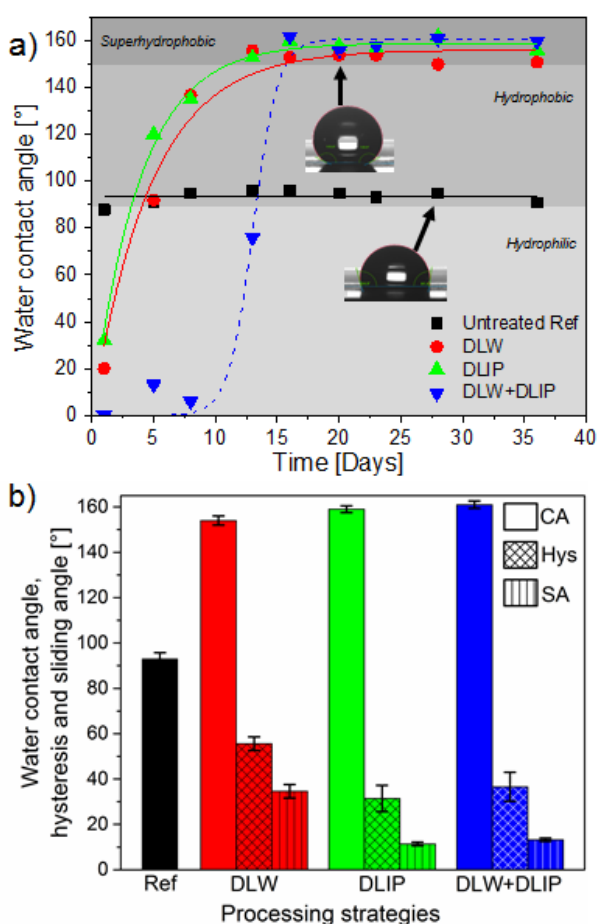 a)
160
140
120
100
80
60
40
20
0
Water contact angle [°]
Superhydrophobic
Hydrophobic
Hydrophilic
Untreated Ref
DLW
DLIP
DLW+DLIP
0 5 10 15 20 25 30 35 40
Time [Days]
b)
160
140
120
100
80
60
40
20
0
Water contact angle,
hysteresis and sliding angle [°]
CA
Hys
SA
Ref DLW DLIP DLW+DLIP
Processing strategies